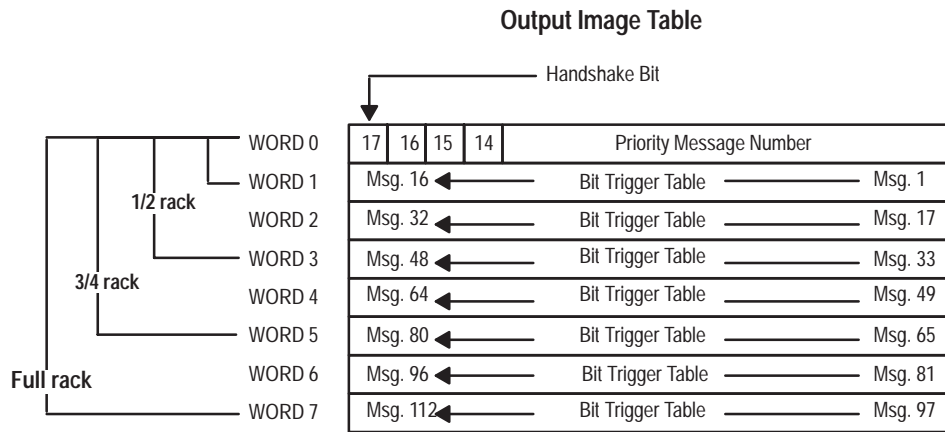 Output Image Table
Handshake Bit
WORD 0 17 16 15 14 Priority Message Number
WORD 1 Msg. 16 Bit Trigger Table Msg. 1
1/2 rack
WORD 2 Msg. 32 Bit Trigger Table Msg. 17
WORD 3 Msg. 48 Bit Trigger Table Msg. 33
3/4 rack
WORD 4 Msg. 64 Bit Trigger Table Msg. 49
WORD 5 Msg. 80 Bit Trigger Table Msg. 65
Full rack
WORD 6 Msg. 96 Bit Trigger Table Msg. 81
WORD 7 Msg. 112 Bit Trigger Table Msg. 97